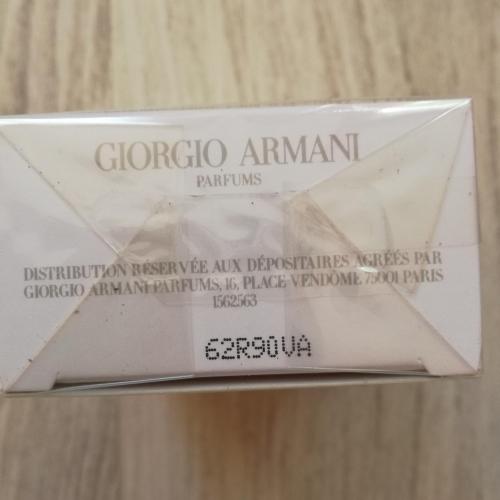 GIORGIO ARMANI
PARFUMS
DISTRIBUTION RÉSERVÉE AUX DÉPOSITAIRES AGRÉÉS PAR
GIORGIO ARMANI PARFUMS, 16, PLACE VENDÔME 75001 PARIS
1562563
62R90VA